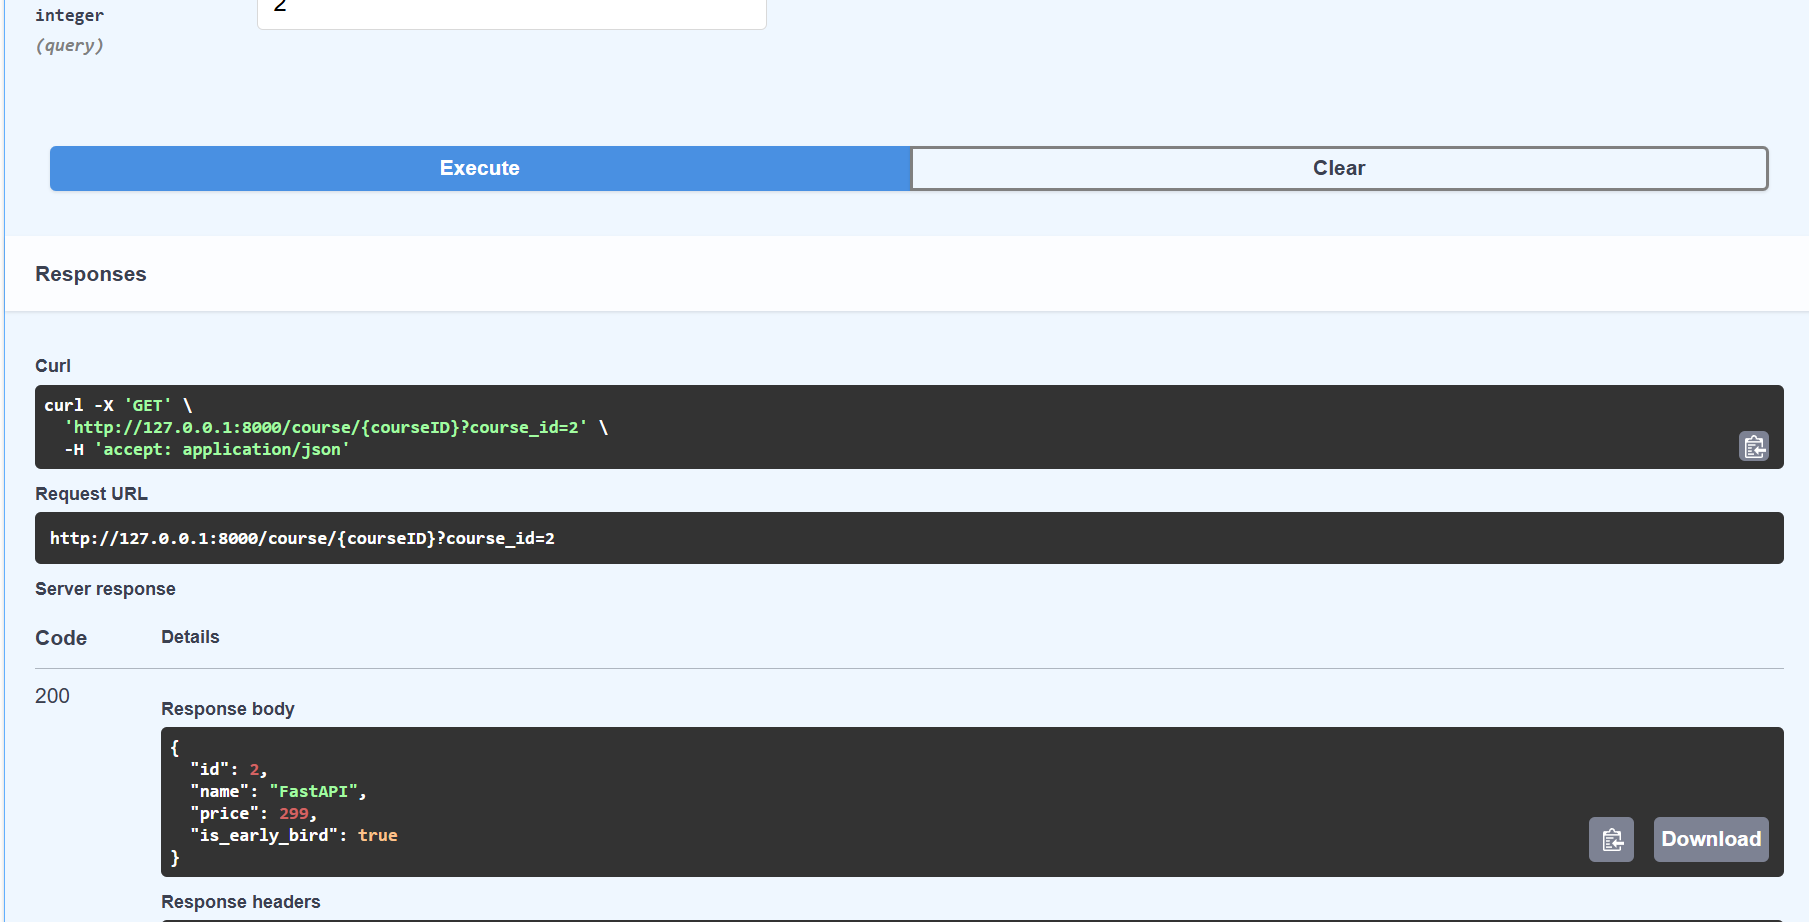 integer
2
(query)
Execute
Clear
Responses
Curl
curl -X 'GET' \
'http://127.0.0.1:8000/course/{courseID}?course_id=2' \
-H 'accept: application/json'
Request URL
http://127.0.0.1:8000/course/{courseID}?course_id=2
Server response
Code
Details
200
Response body
{
"id": 2,
"name": "FastAPI",
"price": 299,
"is_early_bird": true
}
Download
Response headers